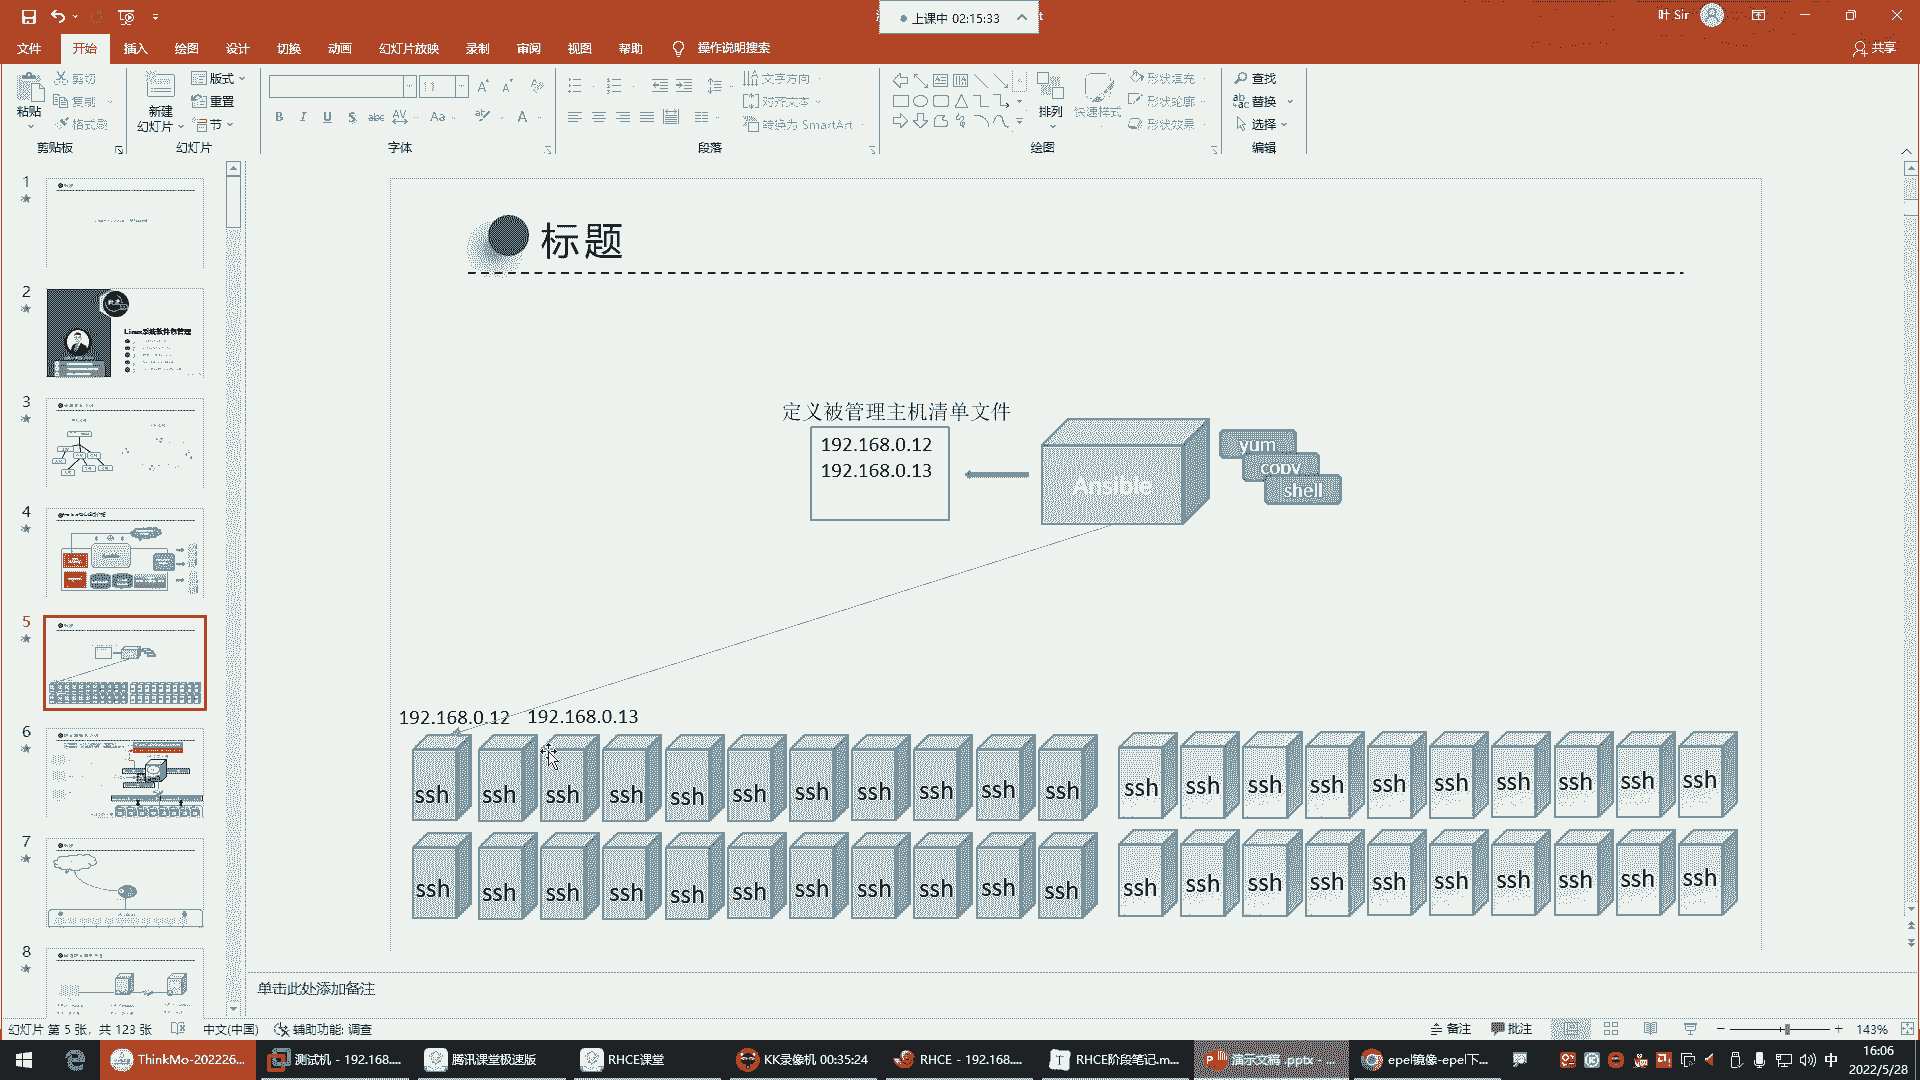 上课中 02:15:33
t
叶 Sir
文件 开始 插入 绘图 设计 切换 动画 幻灯片放映 录制 审阅 视图 帮助 操作说明搜索 共享
剪切 版式 文字方向 形状填充 查找
粘贴 复制 新建 重置 对齐文本 排列 快速样式 形状轮廓 替换
格式刷 幻灯片 节 B I U S abc AV Aa A 转换为 SmartArt 形状效果 选择
剪贴板 幻灯片 字体 段落 绘图 编辑
1
2
Linux系统软件包管理
3
4
5
6
7
8
标题
定义被管理主机清单文件
192.168.0.12
192.168.0.13
Ansible
yum
copy
shell
192.168.0.12 192.168.0.13
ssh ssh ssh ssh ssh ssh ssh ssh ssh ssh ssh ssh ssh ssh ssh ssh ssh ssh ssh ssh ssh
ssh ssh ssh ssh ssh ssh ssh ssh ssh ssh ssh ssh ssh ssh ssh ssh ssh ssh ssh ssh ssh
单击此处添加备注
幻灯片 第 5 张，共 123 张 中文(中国) 辅助功能: 调查 备注 批注 143%
ThinkMo-202226... 测试机 - 192.168.... 腾讯课堂极速版 RHCE课堂 KK录像机 00:35:24 RHCE - 192.168.... RHCE阶段笔记.m... 演示文稿 .pptx - ... epel镜像-epel下... 中
16:06
2022/5/28